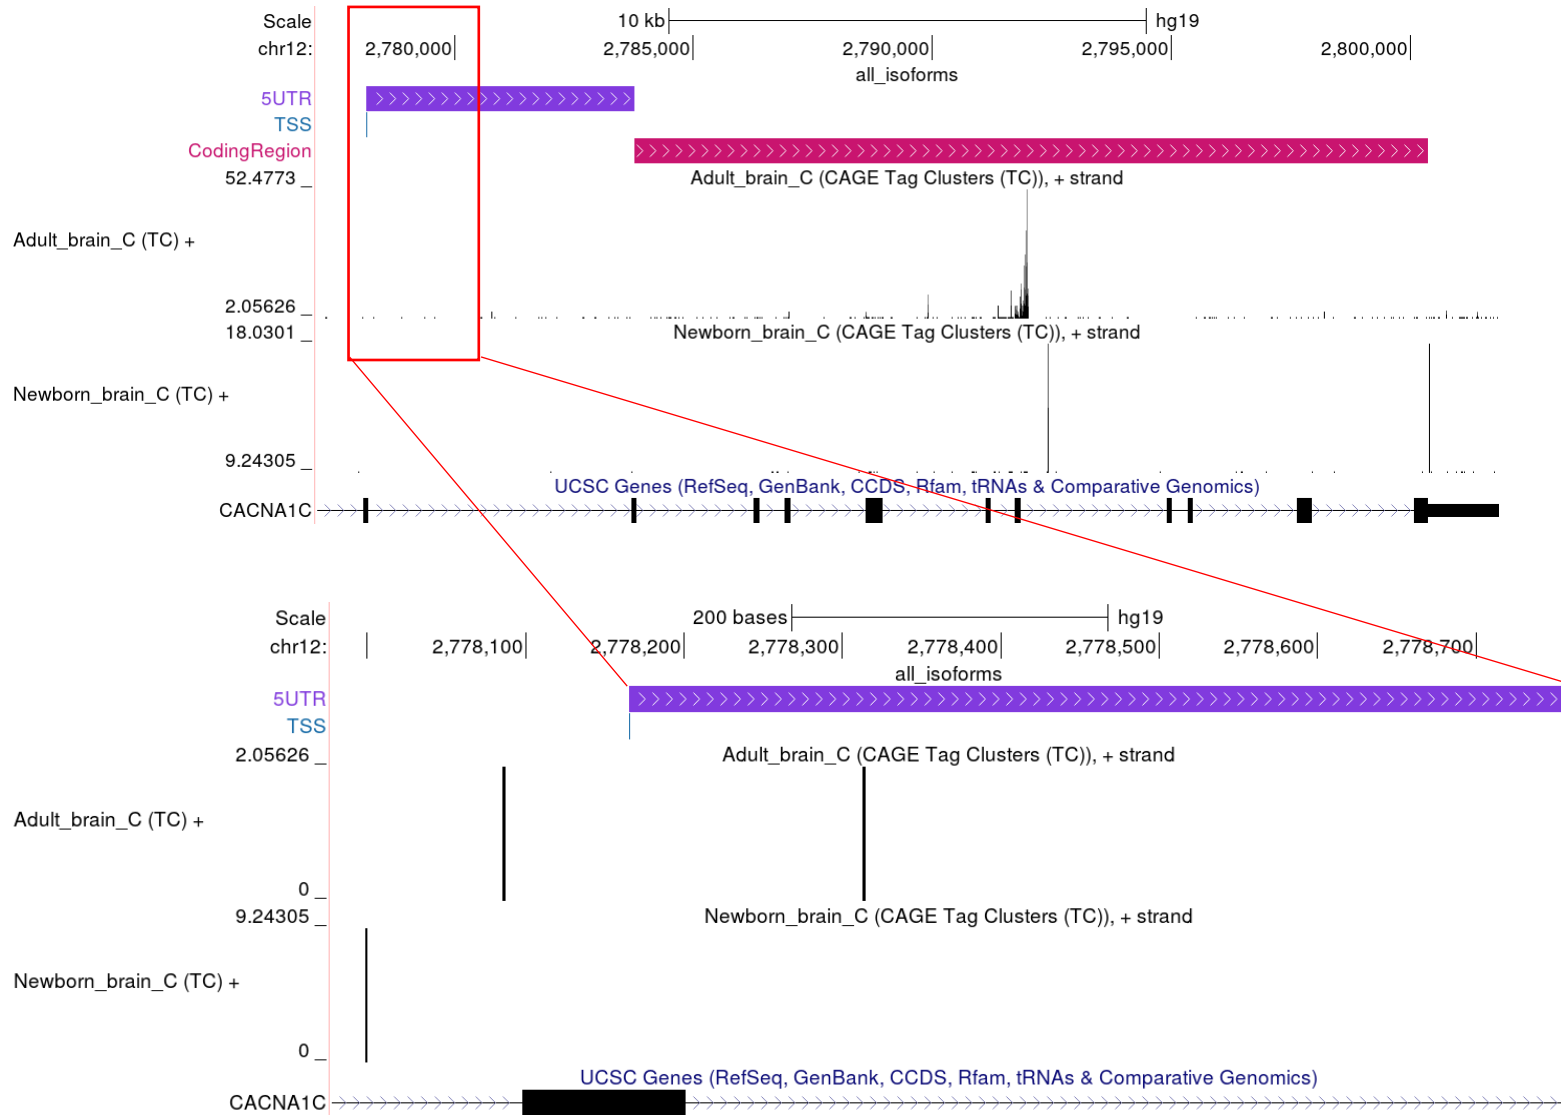 Scale 10 kb hg19
chr12: 2,780,000 2,785,000 2,790,000 2,795,000 2,800,000
all_isoforms
5UTR
TSS
CodingRegion
52.4773 _ Adult_brain_C (CAGE Tag Clusters (TC)), + strand
Adult_brain_C (TC) +
2.05626 _
18.0301 _ Newborn_brain_C (CAGE Tag Clusters (TC)), + strand
Newborn_brain_C (TC) +
9.24305 _
UCSC Genes (RefSeq, GenBank, CCDS, Rfam, tRNAs & Comparative Genomics)
CACNA1C
Scale 200 bases hg19
chr12: 2,778,100 2,778,200 2,778,300 2,778,400 2,778,500 2,778,600 2,778,700
all_isoforms
5UTR
TSS
2.05626 _ Adult_brain_C (CAGE Tag Clusters (TC)), + strand
Adult_brain_C (TC) +
0 _
9.24305 _ Newborn_brain_C (CAGE Tag Clusters (TC)), + strand
Newborn_brain_C (TC) +
0 _
UCSC Genes (RefSeq, GenBank, CCDS, Rfam, tRNAs & Comparative Genomics)
CACNA1C